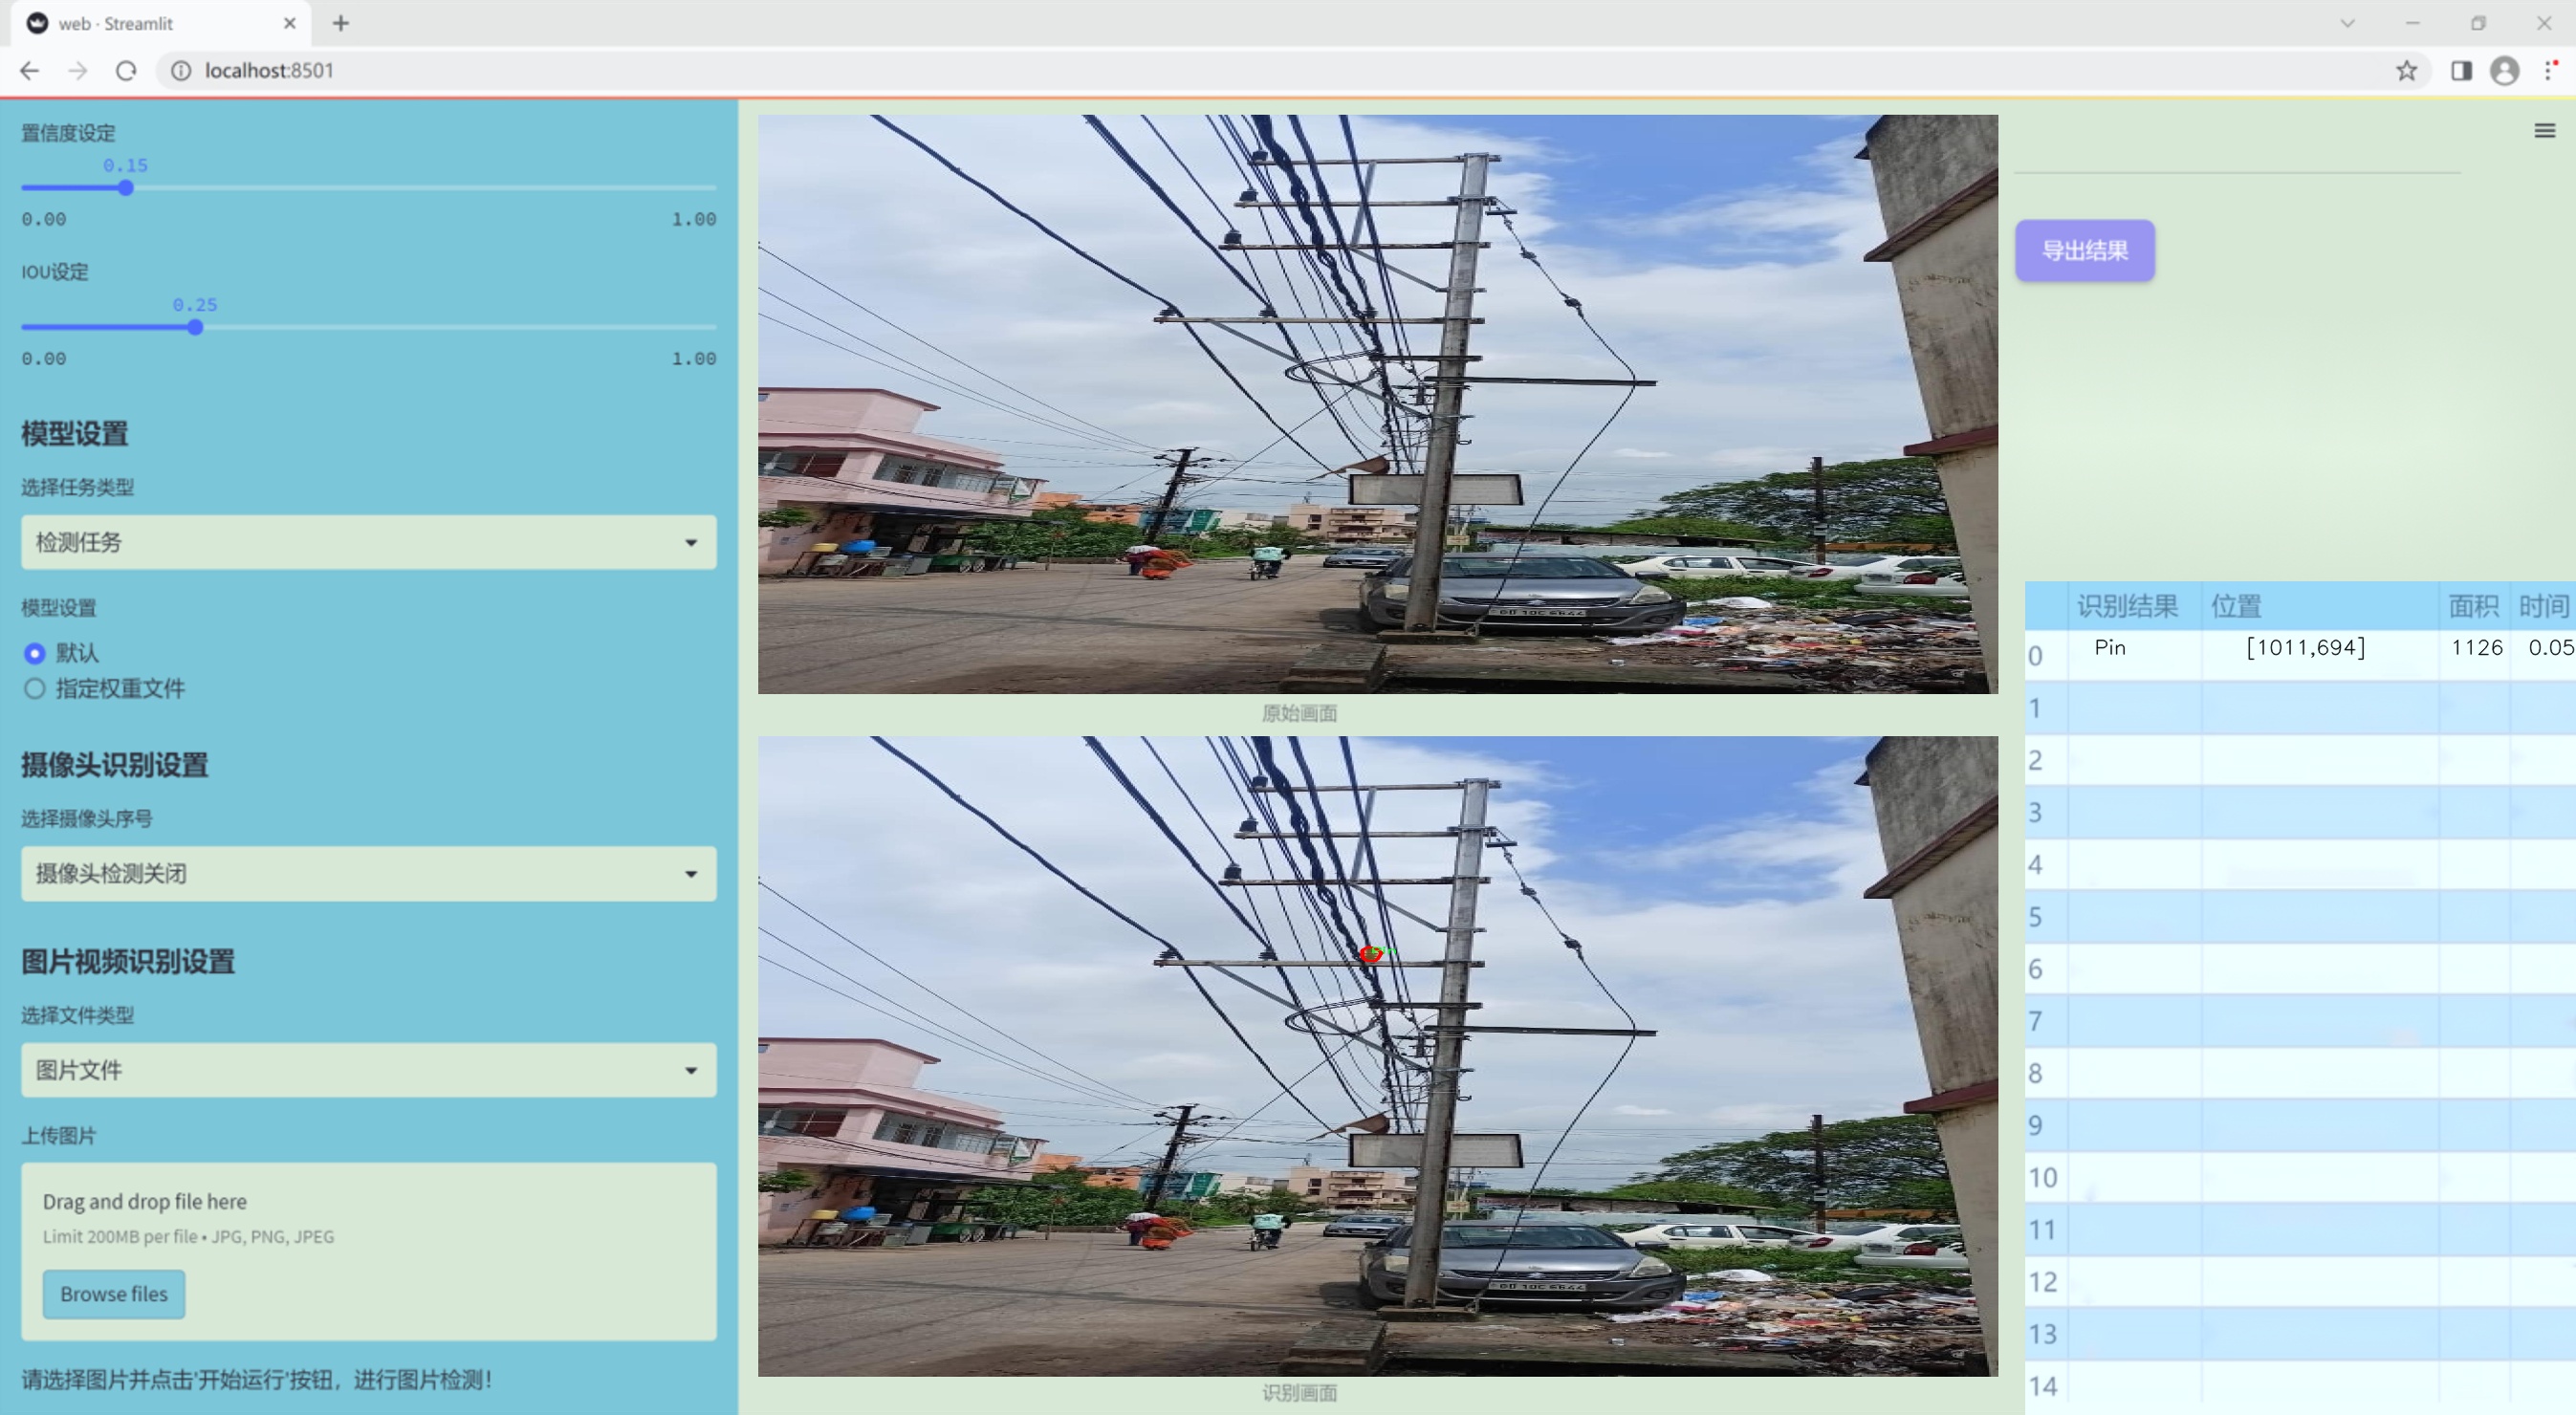 web · Streamlit
localhost:8501
置信度设定
0.15
0.00 1.00
IOU设定
0.25
0.00 1.00
模型设置
选择任务类型
检测任务
模型设置
默认
指定权重文件
摄像头识别设置
选择摄像头序号
摄像头检测关闭
图片视频识别设置
选择文件类型
图片文件
上传图片
Drag and drop file here
Limit 200MB per file • JPG, PNG, JPEG
Browse files
请选择图片并点击'开始运行'按钮，进行图片检测！
原始画面
识别画面
导出结果
识别结果 位置 面积 时间
0 Pin [1011,694] 1126 0.05
1
2
3
4
5
6
7
8
9
10
11
12
13
14